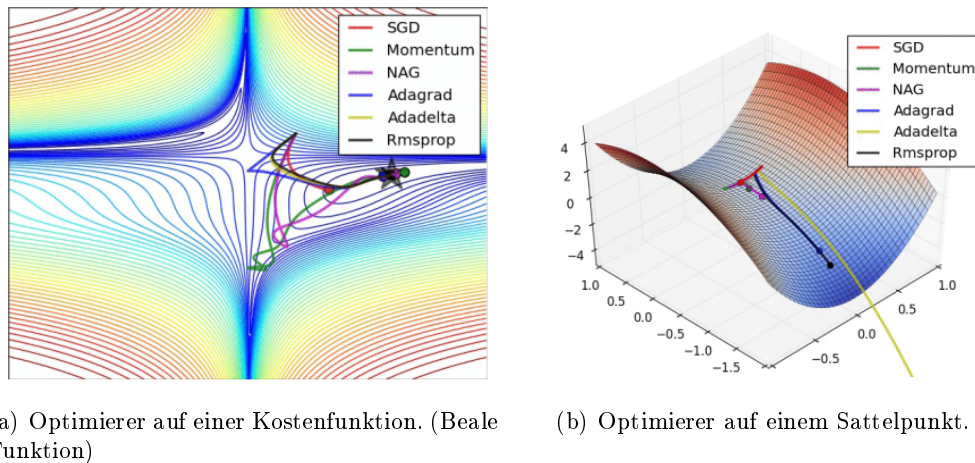 SGD
Momentum
NAG
Adagrad
Adadelta
Rmsprop
SGD
Momentum
NAG
Adagrad
Adadelta
Rmsprop
4
2
0
−2
−4
1.0
0.5
0.0
−0.5
−1.0
−1.5
−0.5
0.0
0.5
1.0
a) Optimierer auf einer Kostenfunktion. (Beale
unktion)
(b) Optimierer auf einem Sattelpunkt.